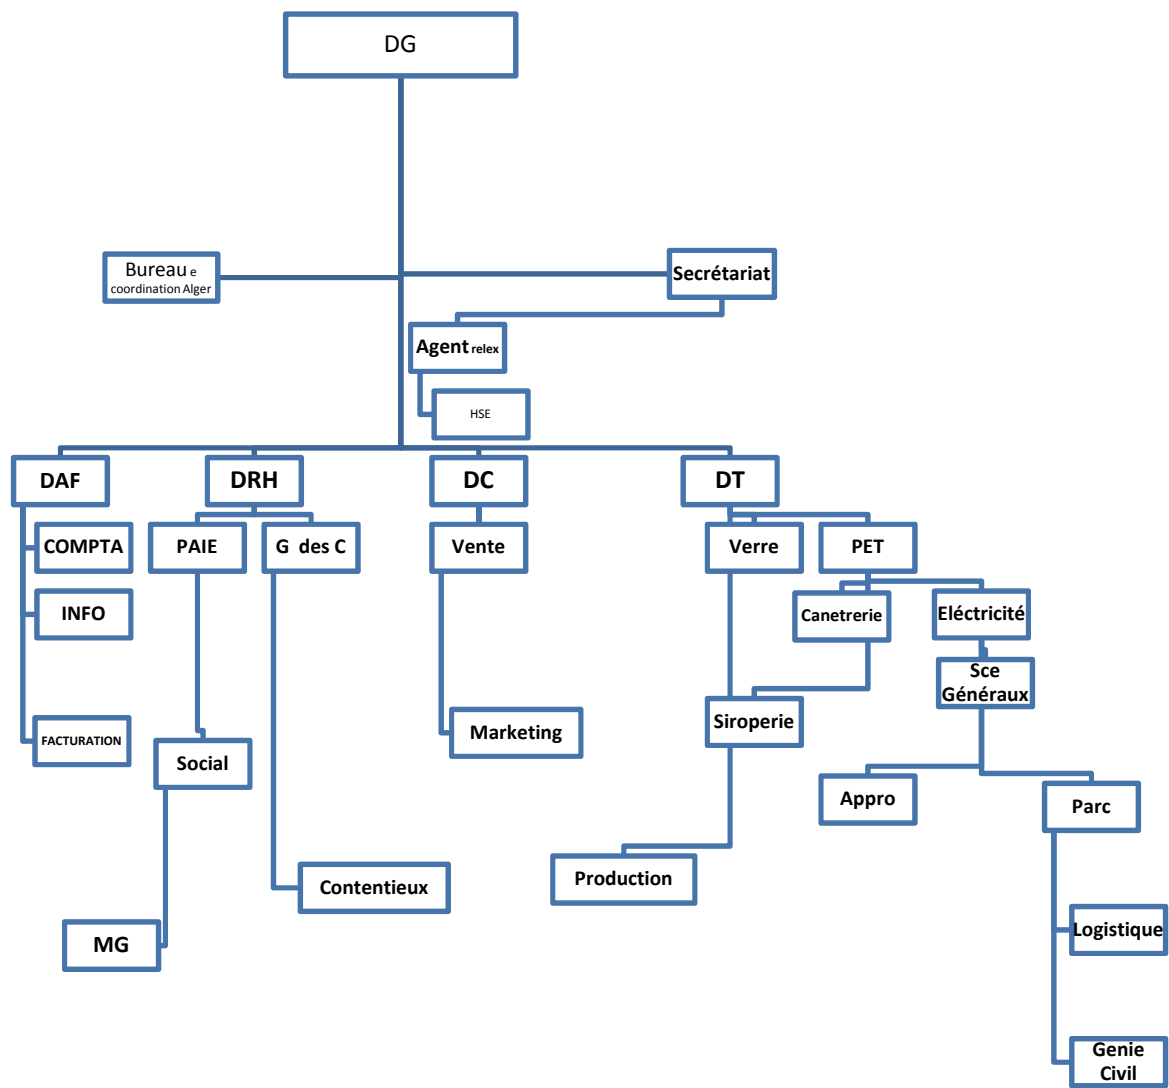 DG
Bureau e
coordination Alger
Secrétariat
Agent relex
HSE
DAF
DRH
DC
DT
COMPTA
PAIE
G des C
Vente
Verre
PET
INFO
Canetrerie
Eléctricité
Sce
Généraux
FACTURATION
Social
Marketing
Siroperie
Appro
Parc
Production
Contentieux
MG
Logistique
Genie
Civil